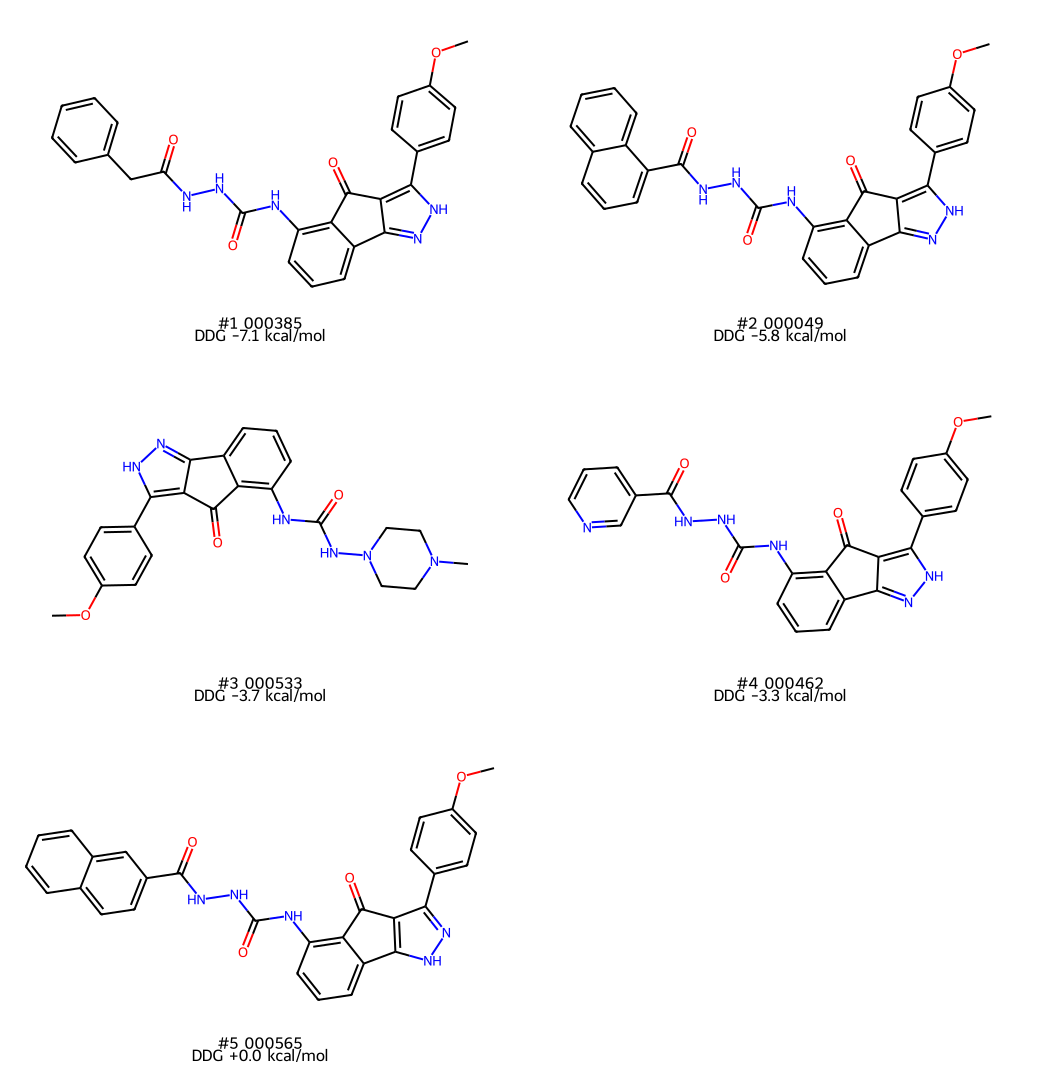 #1 000385
DDG -7.1 kcal/mol
#2 000049
DDG -5.8 kcal/mol
#3 000533
DDG -3.7 kcal/mol
#4 000462
DDG -3.3 kcal/mol
#5 000565
DDG +0.0 kcal/mol